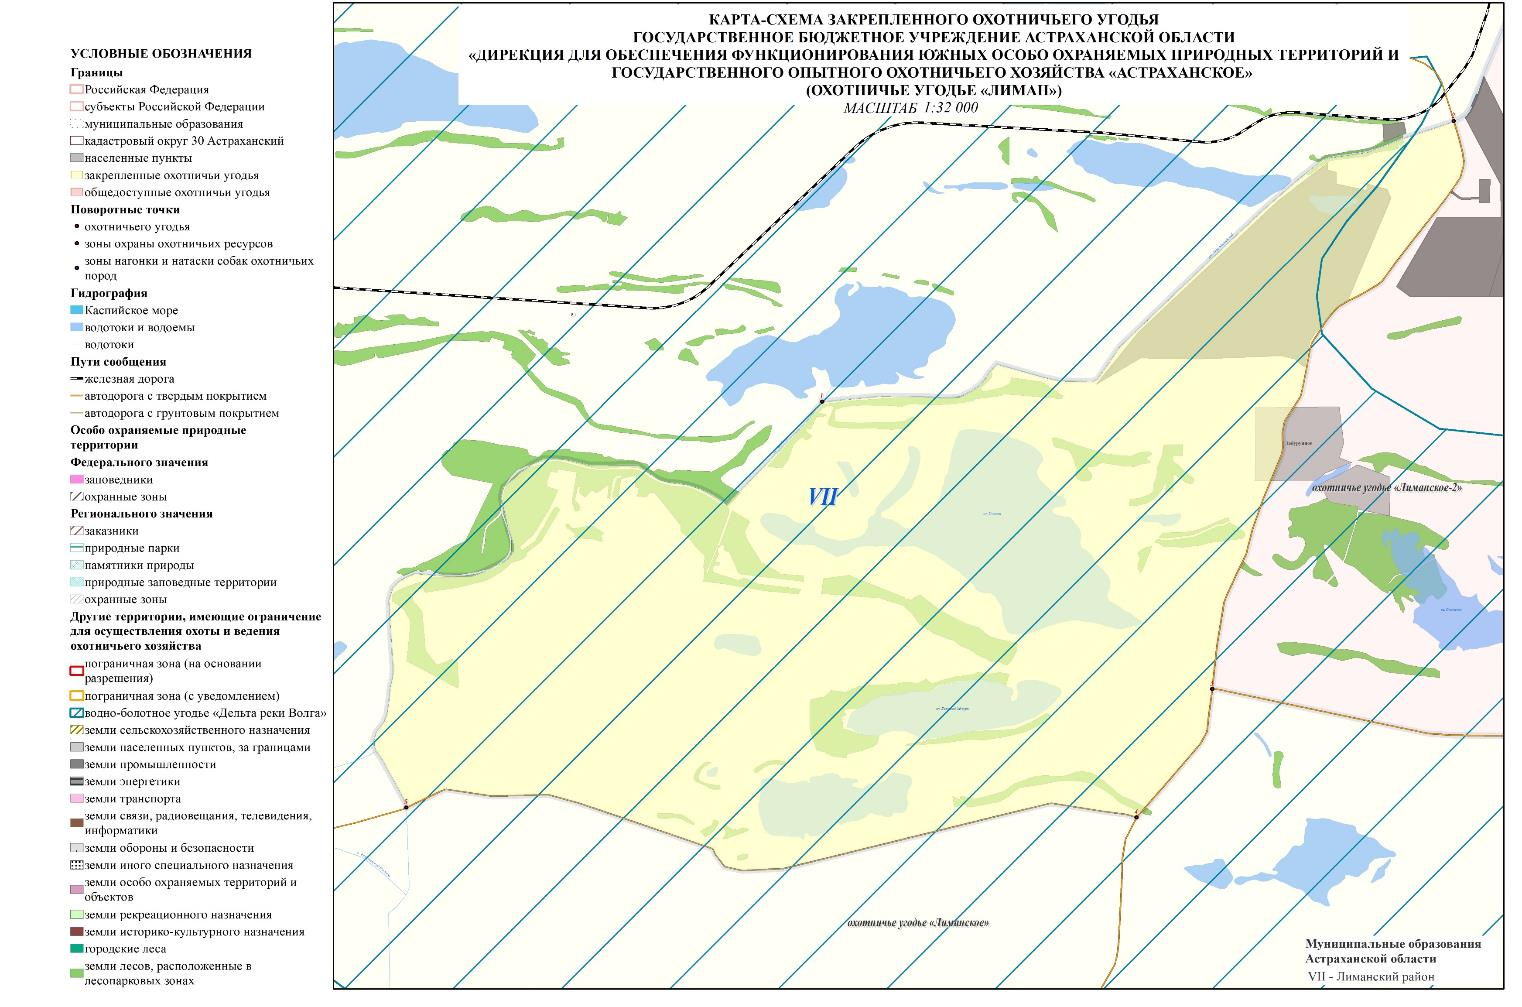 КАРТА-СХЕМА ЗАКРЕПЛЕННОГО ОХОТНИЧЬЕГО УГОДЬЯ
ГОСУДАРСТВЕННОЕ БЮДЖЕТНОЕ УЧРЕЖДЕНИЕ АСТРАХАНСКОЙ ОБЛАСТИ
«ДИРЕКЦИЯ ДЛЯ ОБЕСПЕЧЕНИЯ ФУНКЦИОНИРОВАНИЯ ЮЖНЫХ ОСОБО ОХРАНЯЕМЫХ ПРИРОДНЫХ ТЕРРИТОРИЙ И
ГОСУДАРСТВЕННОГО ОПЫТНОГО ОХОТНИЧЬЕГО ХОЗЯЙСТВА «АСТРАХАНСКОЕ»
(ОХОТНИЧЬЕ УГОДЬЕ «ЛИМАН»)
МАСШТАБ 1:32 000
УСЛОВНЫЕ ОБОЗНАЧЕНИЯ
Границы
Российская Федерация
субъекты Российской Федерации
муниципальные образования
кадастровый округ 30 Астраханский
населенные пункты
закрепленные охотничьи угодья
общедоступные охотничьи угодья
Поворотные точки
охотничьего угодья
зоны охраны охотничьих ресурсов
зоны нагонки и натаски собак охотничьих
пород
Гидрография
Каспийское море
водотоки и водоемы
водотоки
Пути сообщения
железная дорога
автодорога с твердым покрытием
автодорога с грунтовым покрытием
Особо охраняемые природные
территории
Федерального значения
заповедники
охранные зоны
Регионального значения
заказники
природные парки
памятники природы
природные заповедные территории
охранные зоны
Другие территории, имеющие ограничение
для осуществления охоты и ведения
охотничьего хозяйства
пограничная зона (на основании
разрешения)
пограничная зона (с уведомлением)
водно-болотное угодье «Дельта реки Волга»
земли сельскохозяйственного назначения
земли населенных пунктов, за границами
земли промышленности
земли энергетики
земли транспорта
земли связи, радиовещания, телевидения,
информатики
земли обороны и безопасности
земли иного специального назначения
земли особо охраняемых территорий и
объектов
земли рекреационного назначения
земли историко-культурного назначения
городские леса
земли лесов, расположенные в
лесопарковых зонах
VII
охотничье угодье «Лиманское-2»
охотничье угодье «Лиманское»
Муниципальные образования
Астраханской области
VII - Лиманский район